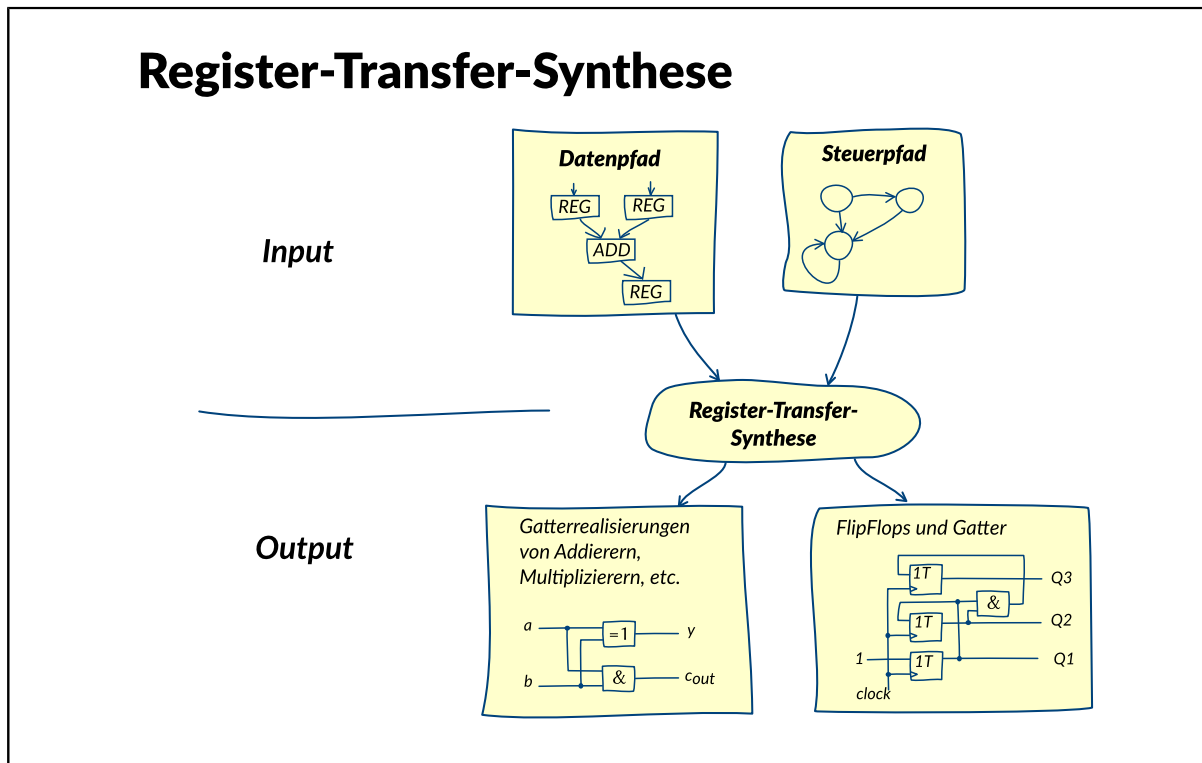 Register-Transfer-Synthese
Input
Datenpfad
REG
REG
ADD
REG
Steuerpfad
Register-Transfer-
Synthese
Output
Gatterrealisierungen
von Addierern,
Multiplizierern, etc.
a
=1
y
&
b
cout
FlipFlops und Gatter
1T
Q3
&
1T
Q2
1
1T
Q1
clock